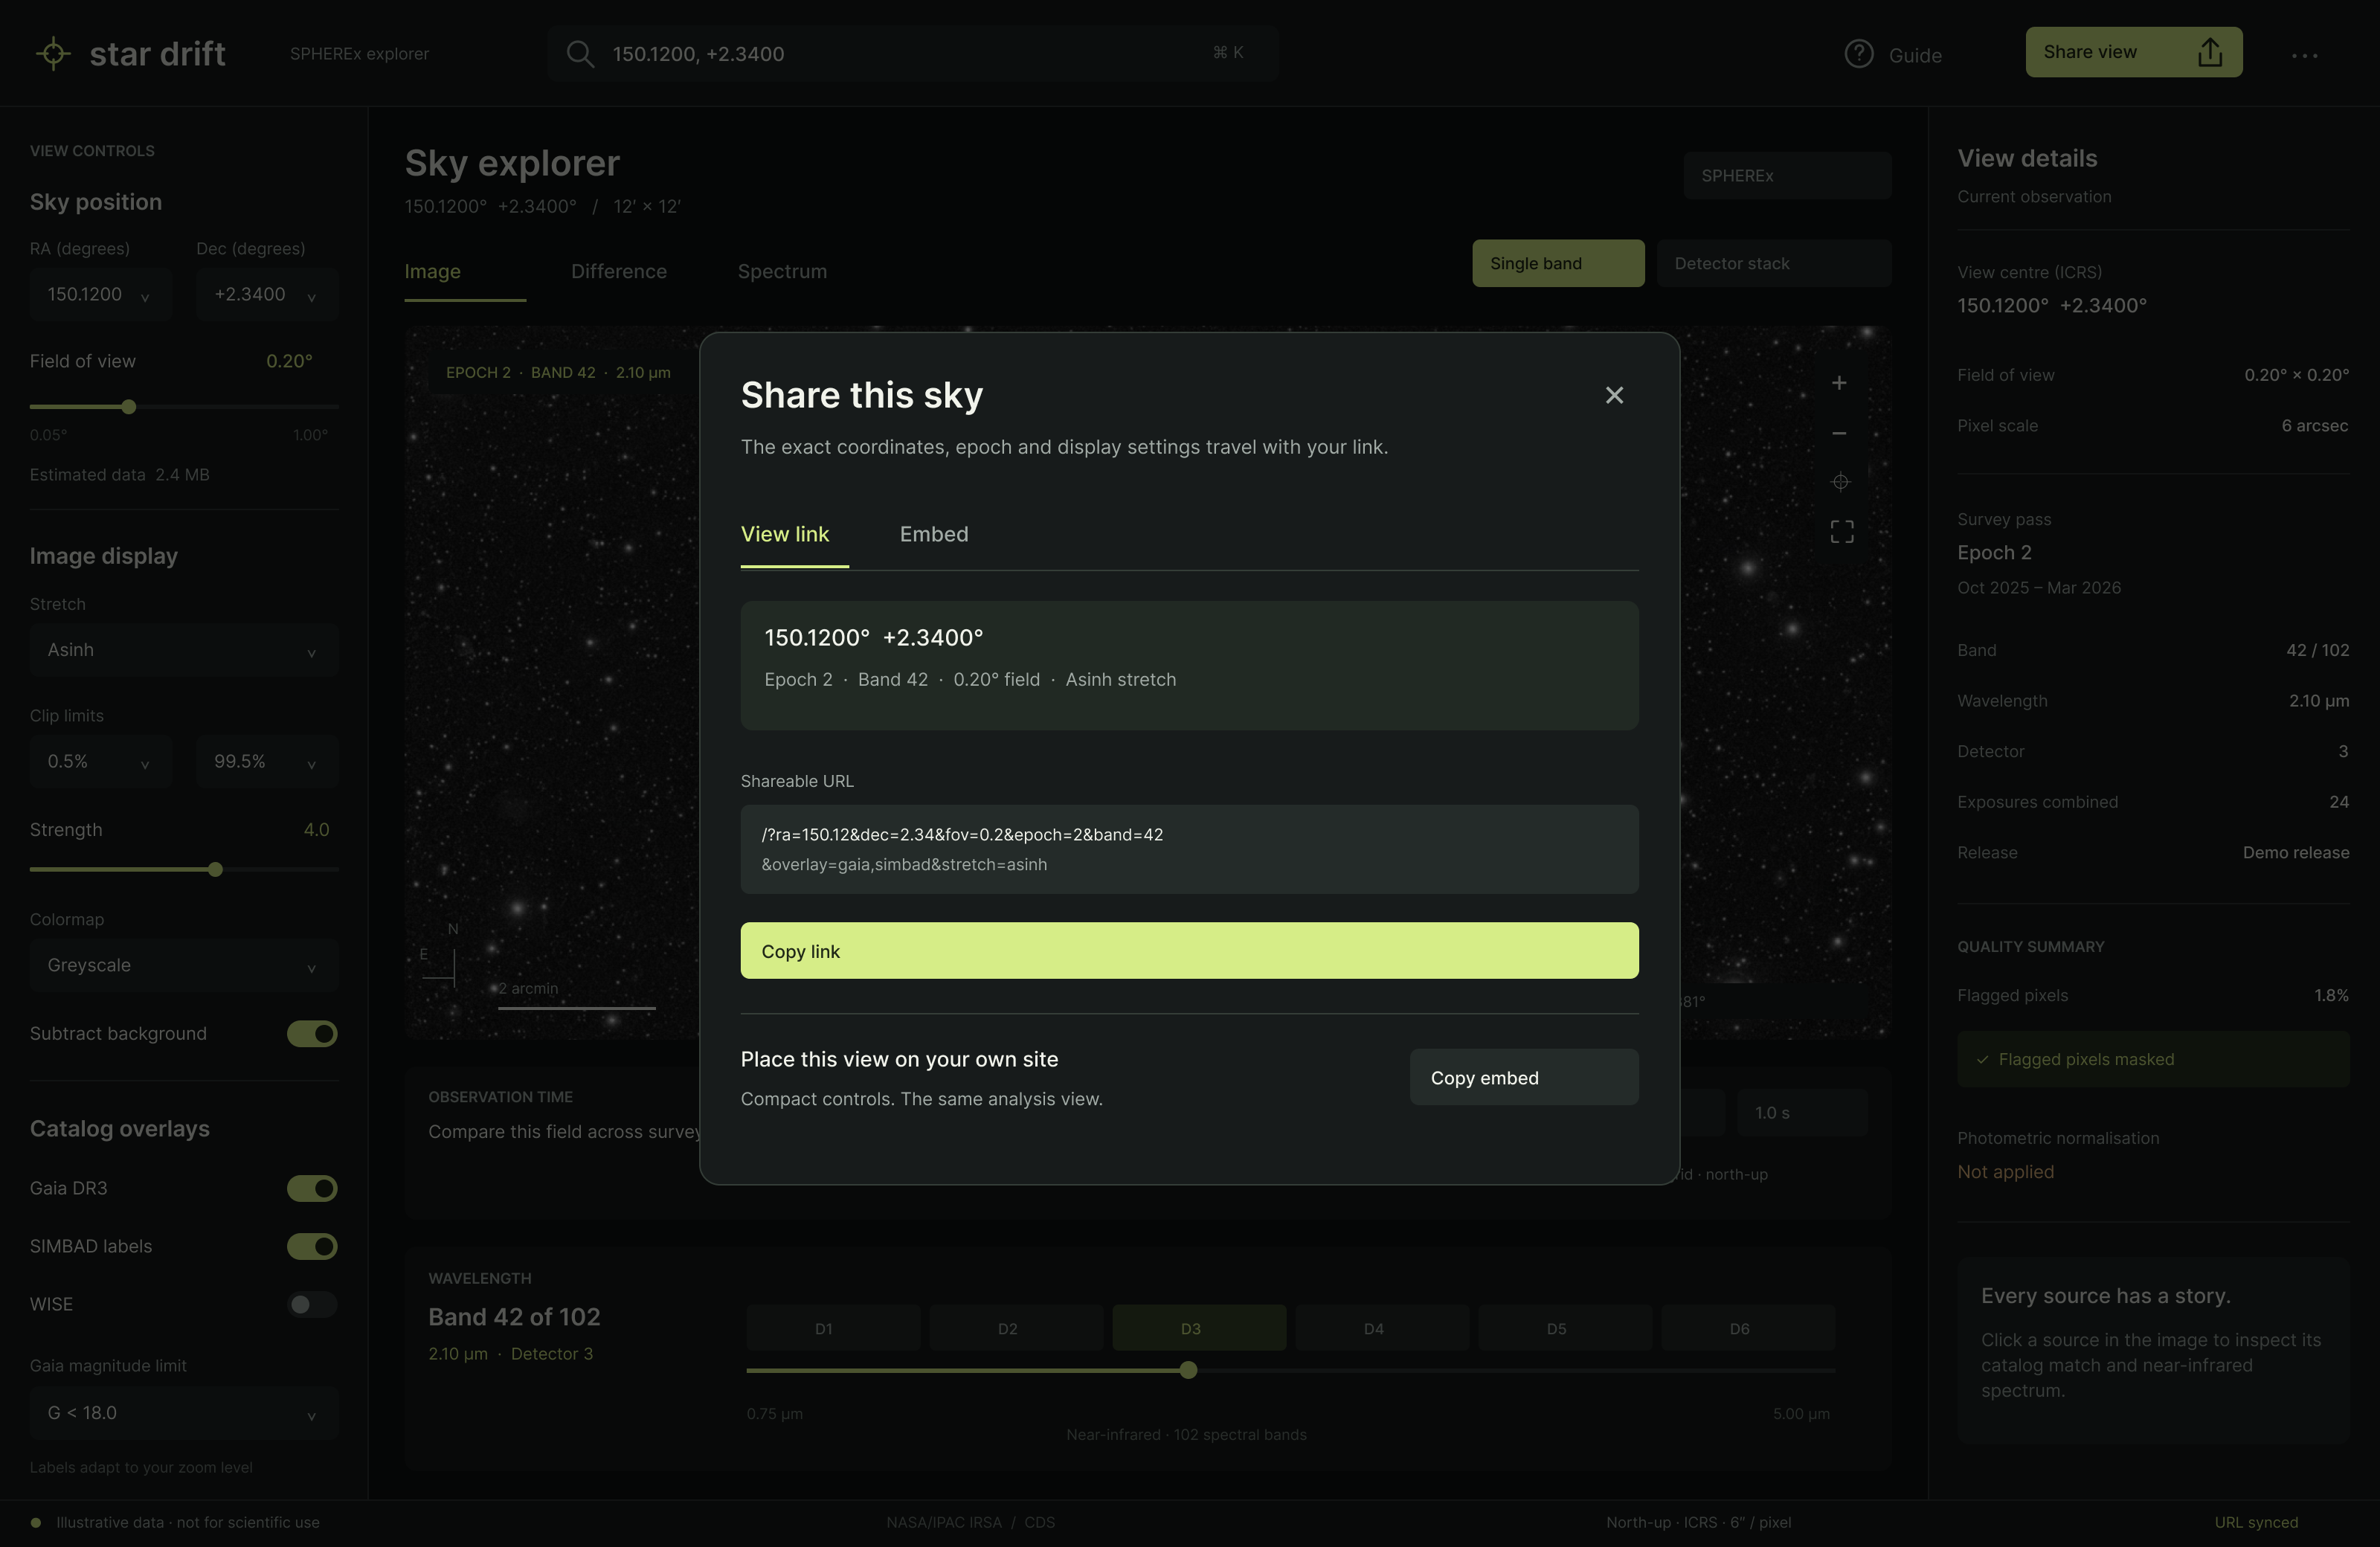 star drift
SPHEREx explorer
150.1200, +2.3400
⌘ K
Guide
Share view
VIEW CONTROLS
Sky position
RA (degrees)
Dec (degrees)
150.1200
+2.3400
Field of view
0.20°
0.05°
1.00°
Estimated data 2.4 MB
Image display
Stretch
Asinh
Clip limits
0.5%
99.5%
Strength
4.0
Colormap
Greyscale
Subtract background
Catalog overlays
Gaia DR3
SIMBAD labels
WISE
Gaia magnitude limit
G < 18.0
Labels adapt to your zoom level
Sky explorer
150.1200° +2.3400° / 12′ × 12′
SPHEREx
Image
Difference
Spectrum
Single band
Detector stack
EPOCH 2 · BAND 42 · 2.10 µm
N
E
2 arcmin
81°
Share this sky
The exact coordinates, epoch and display settings travel with your link.
View link
Embed
150.1200° +2.3400°
Epoch 2 · Band 42 · 0.20° field · Asinh stretch
Shareable URL
/?ra=150.12&dec=2.34&fov=0.2&epoch=2&band=42
&overlay=gaia,simbad&stretch=asinh
Copy link
Place this view on your own site
Compact controls. The same analysis view.
Copy embed
OBSERVATION TIME
Compare this field across survey
1.0 s
· north-up
WAVELENGTH
Band 42 of 102
2.10 µm · Detector 3
D1
D2
D3
D4
D5
D6
0.75 µm
5.00 µm
Near-infrared · 102 spectral bands
View details
Current observation
View centre (ICRS)
150.1200° +2.3400°
Field of view
0.20° × 0.20°
Pixel scale
6 arcsec
Survey pass
Epoch 2
Oct 2025 – Mar 2026
Band
42 / 102
Wavelength
2.10 µm
Detector
3
Exposures combined
24
Release
Demo release
QUALITY SUMMARY
Flagged pixels
1.8%
✓ Flagged pixels masked
Photometric normalisation
Not applied
Every source has a story.
Click a source in the image to inspect its
catalog match and near-infrared
spectrum.
Illustrative data · not for scientific use
NASA/IPAC IRSA / CDS
North-up · ICRS · 6″ / pixel
URL synced